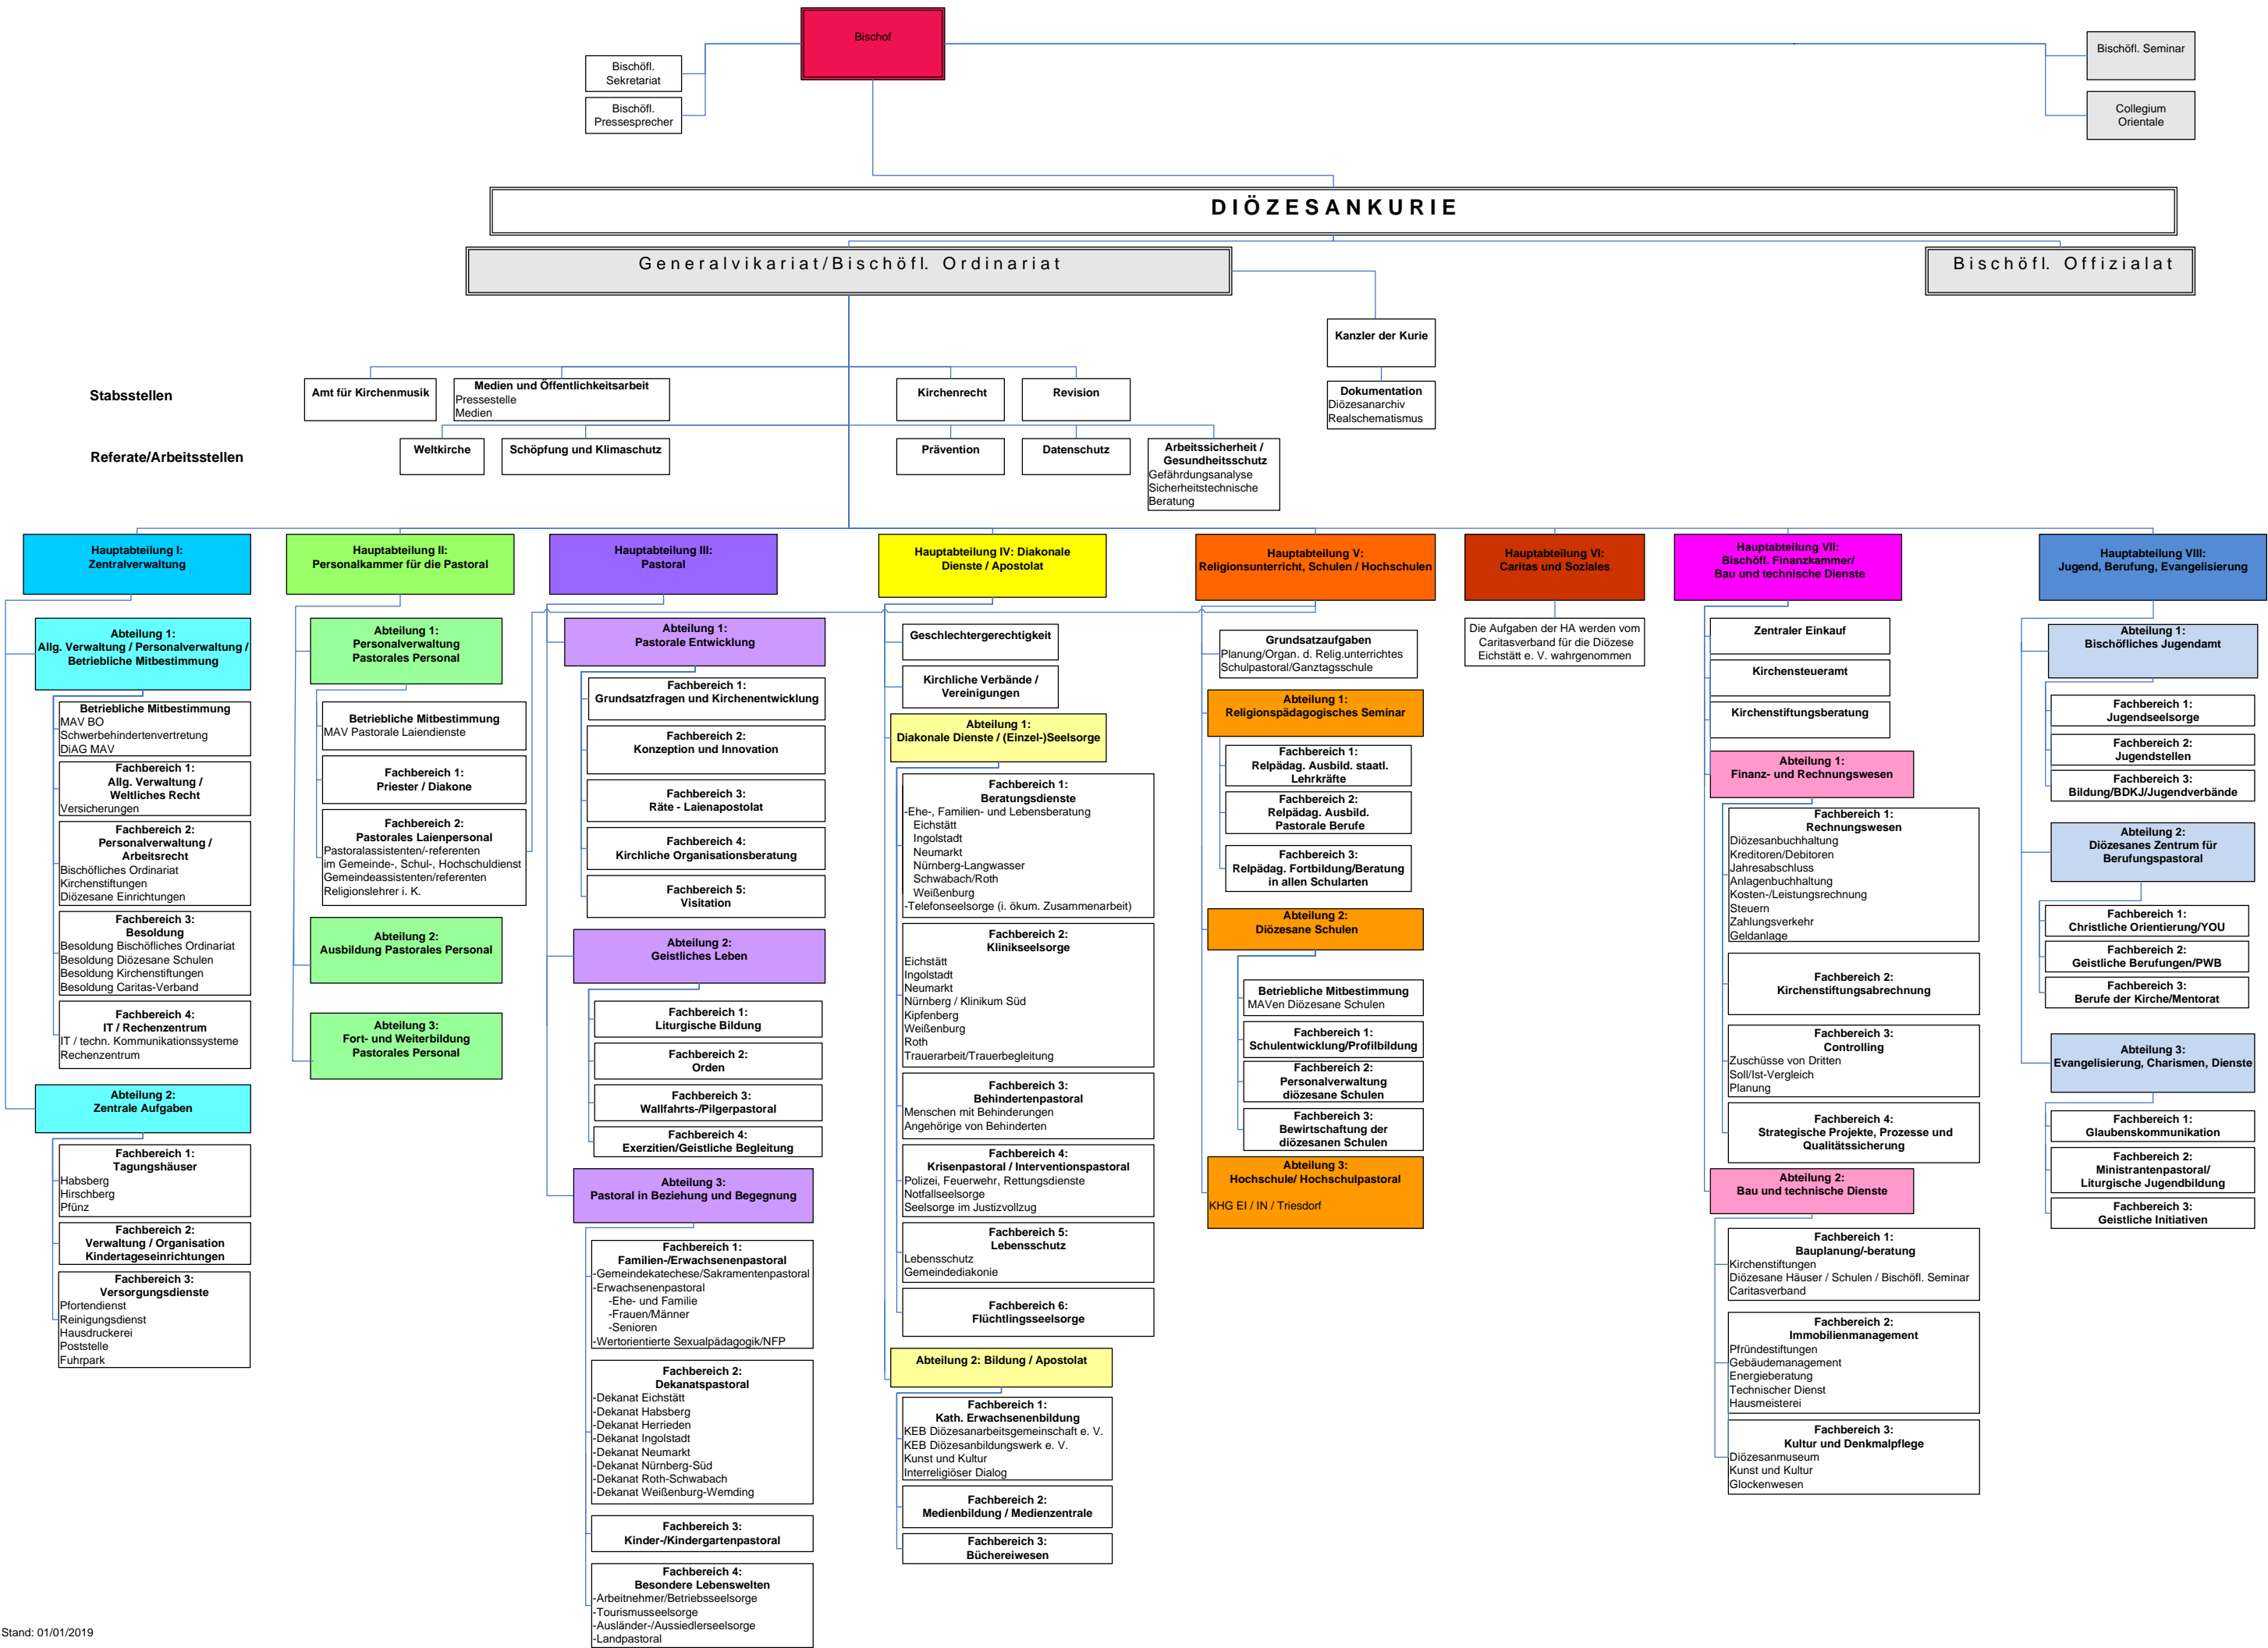 Bischof
Bischöfl.
Sekretariat
Bischöfl.
Pressesprecher
Bischöfl. Seminar
Collegium
Orientale
DIÖZESANKURIE
Generalvikariat/Bischöfl. Ordinariat
Bischöfl. Offizialat
Kanzler der Kurie
Dokumentation
Diözesanarchiv
Realschematismus
Stabsstellen
Amt für Kirchenmusik
Medien und Öffentlichkeitsarbeit
Pressestelle
Medien
Kirchenrecht
Revision
Referate/Arbeitsstellen
Weltkirche
Schöpfung und Klimaschutz
Prävention
Datenschutz
Arbeitssicherheit /
Gesundheitsschutz
Gefährdungsanalyse
Sicherheitstechnische
Beratung
Hauptabteilung I:
Zentralverwaltung
Abteilung 1:
Allg. Verwaltung / Personalverwaltung /
Betriebliche Mitbestimmung
Betriebliche Mitbestimmung
MAV BO
Schwerbehindertenvertretung
DiAG MAV
Fachbereich 1:
Allg. Verwaltung /
Weltliches Recht
Versicherungen
Fachbereich 2:
Personalverwaltung /
Arbeitsrecht
Bischöfliches Ordinariat
Kirchenstiftungen
Diözesane Einrichtungen
Fachbereich 3:
Besoldung
Besoldung Bischöfliches Ordinariat
Besoldung Diözesane Schulen
Besoldung Kirchenstiftungen
Besoldung Caritas-Verband
Fachbereich 4:
IT / Rechenzentrum
IT / techn. Kommunikationssysteme
Rechenzentrum
Abteilung 2:
Zentrale Aufgaben
Fachbereich 1:
Tagungshäuser
Habsberg
Hirschberg
Pfünz
Fachbereich 2:
Verwaltung / Organisation
Kindertageseinrichtungen
Fachbereich 3:
Versorgungsdienste
Pfortendienst
Reinigungsdienst
Hausdruckerei
Poststelle
Fuhrpark
Hauptabteilung II:
Personalkammer für die Pastoral
Abteilung 1:
Personalverwaltung
Pastorales Personal
Betriebliche Mitbestimmung
MAV Pastorale Laiendienste
Fachbereich 1:
Priester / Diakone
Fachbereich 2:
Pastorales Laienpersonal
Pastoralassistenten/-referenten
im Gemeinde-, Schul-, Hochschuldienst
Gemeindeassistenten/referenten
Religionslehrer i. K.
Abteilung 2:
Ausbildung Pastorales Personal
Abteilung 3:
Fort- und Weiterbildung
Pastorales Personal
Hauptabteilung III:
Pastoral
Abteilung 1:
Pastorale Entwicklung
Fachbereich 1:
Grundsatzfragen und Kirchenentwicklung
Fachbereich 2:
Konzeption und Innovation
Fachbereich 3:
Räte - Laienapostolat
Fachbereich 4:
Kirchliche Organisationsberatung
Fachbereich 5:
Visitation
Abteilung 2:
Geistliches Leben
Fachbereich 1:
Liturgische Bildung
Fachbereich 2:
Orden
Fachbereich 3:
Wallfahrts-/Pilgerpastoral
Fachbereich 4:
Exerzitien/Geistliche Begleitung
Abteilung 3:
Pastoral in Beziehung und Begegnung
Fachbereich 1:
Familien-/Erwachsenenpastoral
-Gemeindekatechese/Sakramentenpastoral
-Erwachsenenpastoral
-Ehe- und Familie
-Frauen/Männer
-Senioren
-Wertorientierte Sexualpädagogik/NFP
Fachbereich 2:
Dekanatspastoral
-Dekanat Eichstätt
-Dekanat Habsberg
-Dekanat Herrieden
-Dekanat Ingolstadt
-Dekanat Neumarkt
-Dekanat Nürnberg-Süd
-Dekanat Roth-Schwabach
-Dekanat Weißenburg-Wemding
Fachbereich 3:
Kinder-/Kindergartenpastoral
Fachbereich 4:
Besondere Lebenswelten
-Arbeitnehmer/Betriebsseelsorge
-Tourismusseelsorge
-Ausländer-/Aussiedlerseelsorge
-Landpastoral
Hauptabteilung IV: Diakonale
Dienste / Apostolat
Geschlechtergerechtigkeit
Kirchliche Verbände /
Vereinigungen
Abteilung 1:
Diakonale Dienste / (Einzel-)Seelsorge
Fachbereich 1:
Beratungsdienste
-Ehe-, Familien- und Lebensberatung
Eichstätt
Ingolstadt
Neumarkt
Nürnberg-Langwasser
Schwabach/Roth
Weißenburg
-Telefonseelsorge (i. ökum. Zusammenarbeit)
Fachbereich 2:
Klinikseelsorge
Eichstätt
Ingolstadt
Neumarkt
Nürnberg / Klinikum Süd
Kipfenberg
Weißenburg
Roth
Trauerarbeit/Trauerbegleitung
Fachbereich 3:
Behindertenpastoral
Menschen mit Behinderungen
Angehörige von Behinderten
Fachbereich 4:
Krisenpastoral / Interventionspastoral
Polizei, Feuerwehr, Rettungsdienste
Notfallseelsorge
Seelsorge im Justizvollzug
Fachbereich 5:
Lebensschutz
Lebensschutz
Gemeindediakonie
Fachbereich 6:
Flüchtlingsseelsorge
Abteilung 2: Bildung / Apostolat
Fachbereich 1:
Kath. Erwachsenenbildung
KEB Diözesanarbeitsgemeinschaft e. V.
KEB Diözesanbildungswerk e. V.
Kunst und Kultur
Interreligiöser Dialog
Fachbereich 2:
Medienbildung / Medienzentrale
Fachbereich 3:
Büchereiwesen
Hauptabteilung V:
Religionsunterricht, Schulen / Hochschulen
Grundsatzaufgaben
Planung/Organ. d. Relig.unterrichtes
Schulpastoral/Ganztagsschule
Abteilung 1:
Religionspädagogisches Seminar
Fachbereich 1:
Relpädag. Ausbild. staatl.
Lehrkräfte
Fachbereich 2:
Relpädag. Ausbild.
Pastorale Berufe
Fachbereich 3:
Relpädag. Fortbildung/Beratung
in allen Schularten
Abteilung 2:
Diözesane Schulen
Betriebliche Mitbestimmung
MAVen Diözesane Schulen
Fachbereich 1:
Schulentwicklung/Profilbildung
Fachbereich 2:
Personalverwaltung
diözesane Schulen
Fachbereich 3:
Bewirtschaftung der
diözesanen Schulen
Abteilung 3:
Hochschule/ Hochschulpastoral
KHG EI / IN / Triesdorf
Hauptabteilung VI:
Caritas und Soziales
Die Aufgaben der HA werden vom
Caritasverband für die Diözese
Eichstätt e. V. wahrgenommen
Hauptabteilung VII:
Bischöfl. Finanzkammer/
Bau und technische Dienste
Zentraler Einkauf
Kirchensteueramt
Kirchenstiftungsberatung
Abteilung 1:
Finanz- und Rechnungswesen
Fachbereich 1:
Rechnungswesen
Diözesanbuchhaltung
Kreditoren/Debitoren
Jahresabschluss
Anlagenbuchhaltung
Kosten-/Leistungsrechnung
Steuern
Zahlungsverkehr
Geldanlage
Fachbereich 2:
Kirchenstiftungsabrechnung
Fachbereich 3:
Controlling
Zuschüsse von Dritten
Soll/Ist-Vergleich
Planung
Fachbereich 4:
Strategische Projekte, Prozesse und
Qualitätssicherung
Abteilung 2:
Bau und technische Dienste
Fachbereich 1:
Bauplanung/-beratung
Kirchenstiftungen
Diözesane Häuser / Schulen / Bischöfl. Seminar
Caritasverband
Fachbereich 2:
Immobilienmanagement
Pfründestiftungen
Gebäudemanagement
Energieberatung
Technischer Dienst
Hausmeisterei
Fachbereich 3:
Kultur und Denkmalpflege
Diözesanmuseum
Kunst und Kultur
Glockenwesen
Hauptabteilung VIII:
Jugend, Berufung, Evangelisierung
Abteilung 1:
Bischöfliches Jugendamt
Fachbereich 1:
Jugendseelsorge
Fachbereich 2:
Jugendstellen
Fachbereich 3:
Bildung/BDKJ/Jugendverbände
Abteilung 2:
Diözesanes Zentrum für
Berufungspastoral
Fachbereich 1:
Christliche Orientierung/YOU
Fachbereich 2:
Geistliche Berufungen/PWB
Fachbereich 3:
Berufe der Kirche/Mentorat
Abteilung 3:
Evangelisierung, Charismen, Dienste
Fachbereich 1:
Glaubenskommunikation
Fachbereich 2:
Ministrantenpastoral/
Liturgische Jugendbildung
Fachbereich 3:
Geistliche Initiativen
Stand: 01/01/2019